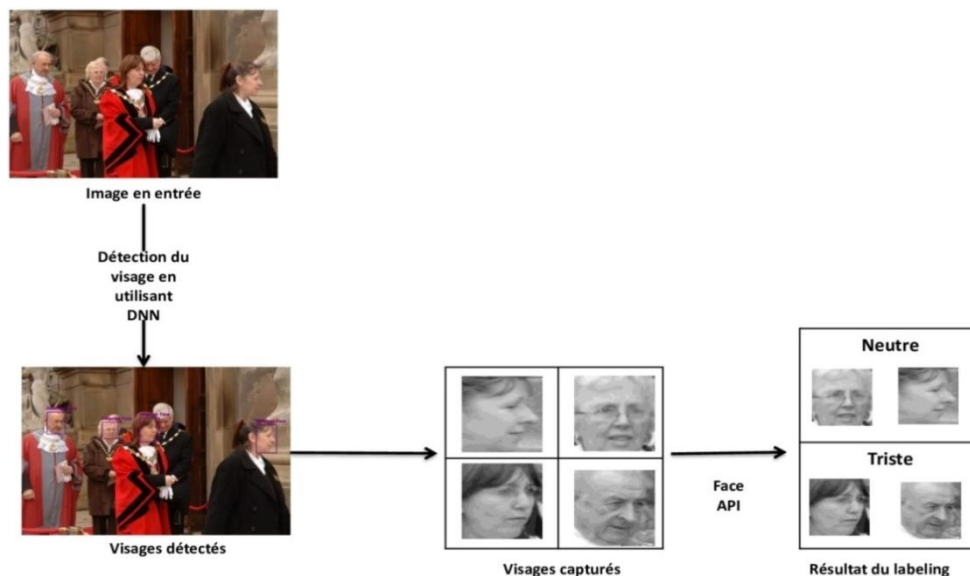 Image en entrée
Détection du
visage en
utilisant
DNN
Visages détectés
Visages capturés
Face
API
Neutre
Triste
Résultat du labeling